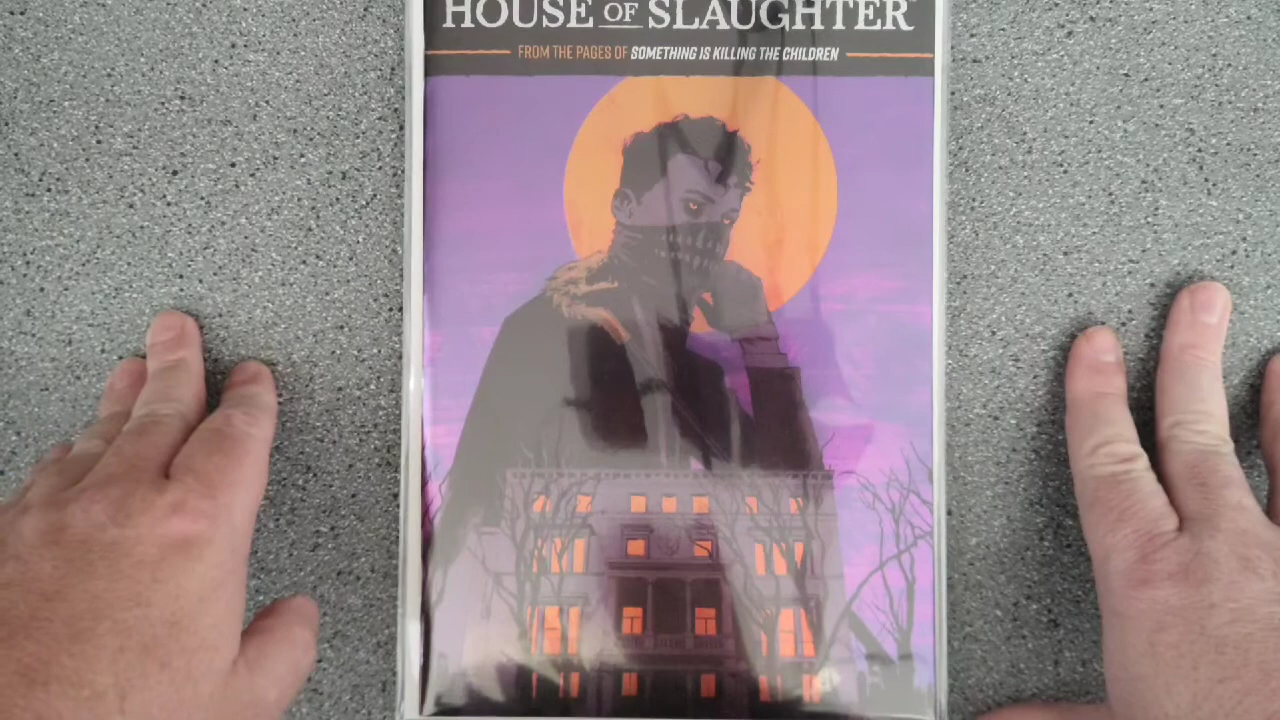 HOUSE OF SLAUGHTER
FROM THE PAGES OF SOMETHING IS KILLING THE CHILDREN